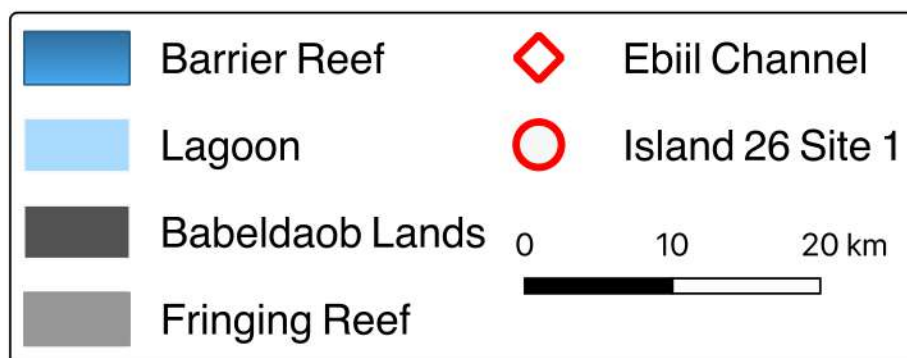 Barrier Reef
Lagoon
Babeldaob Lands
Fringing Reef
Ebiil Channel
Island 26 Site 1
0 10 20 km